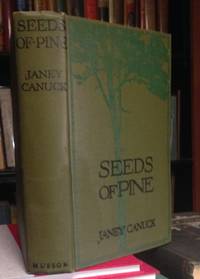 SEEDS
OF·PINE
JANEY
CANUCK
MUSSON
SEEDS
OF PINE
JANEY CANUCK